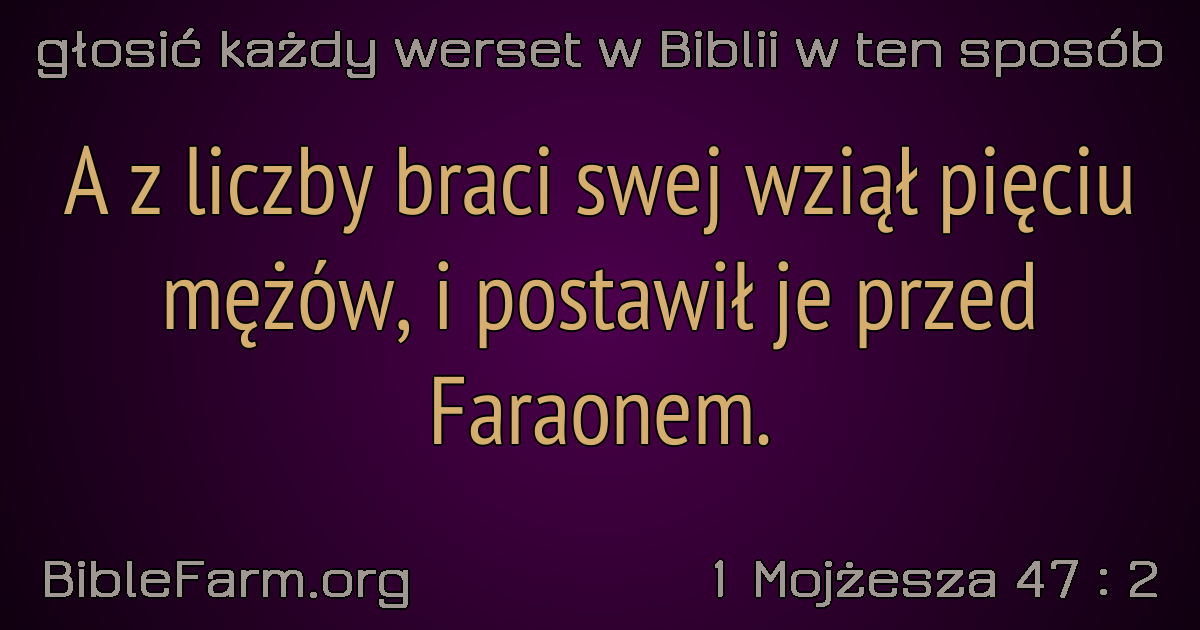 głosić każdy werset w Biblii w ten sposób
A z liczby braci swej wziął pięciu
mężów, i postawił je przed
Faraonem.
BibleFarm.org
1 Mojżesza 47 : 2